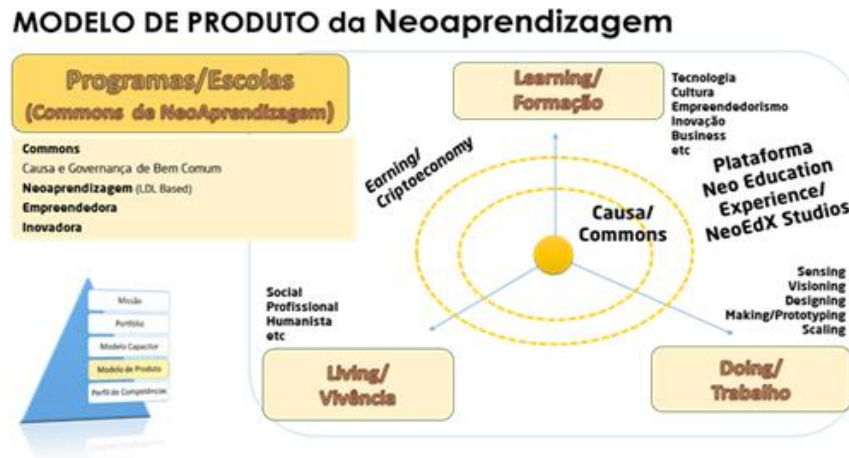 MODELO DE PRODUTO da Neoaprendizagem
Programas/Escolas
(Commons de NeoAprendizagem)
Commons
Causa e Governança de Bem Comum
Neoaprendizagem (LDL Based)
Empreendedora
Inovadora
Learning/
Formação
Tecnologia
Cultura
Empreendedorismo
Inovação
Business
etc
Earning/
Criptoeconomy
Plataforma
Neo Education
Experience/
NeoEdX Studios
Causa/
Commons
Sensing
Visioning
Designing
Making/Prototyping
Scaling
Social
Profissional
Humanista
etc
Living/
Vivência
Doing/
Trabalho
Missão
Portfolio
Modelo Capacitor
Modelo de Produto
Perfil de Competências